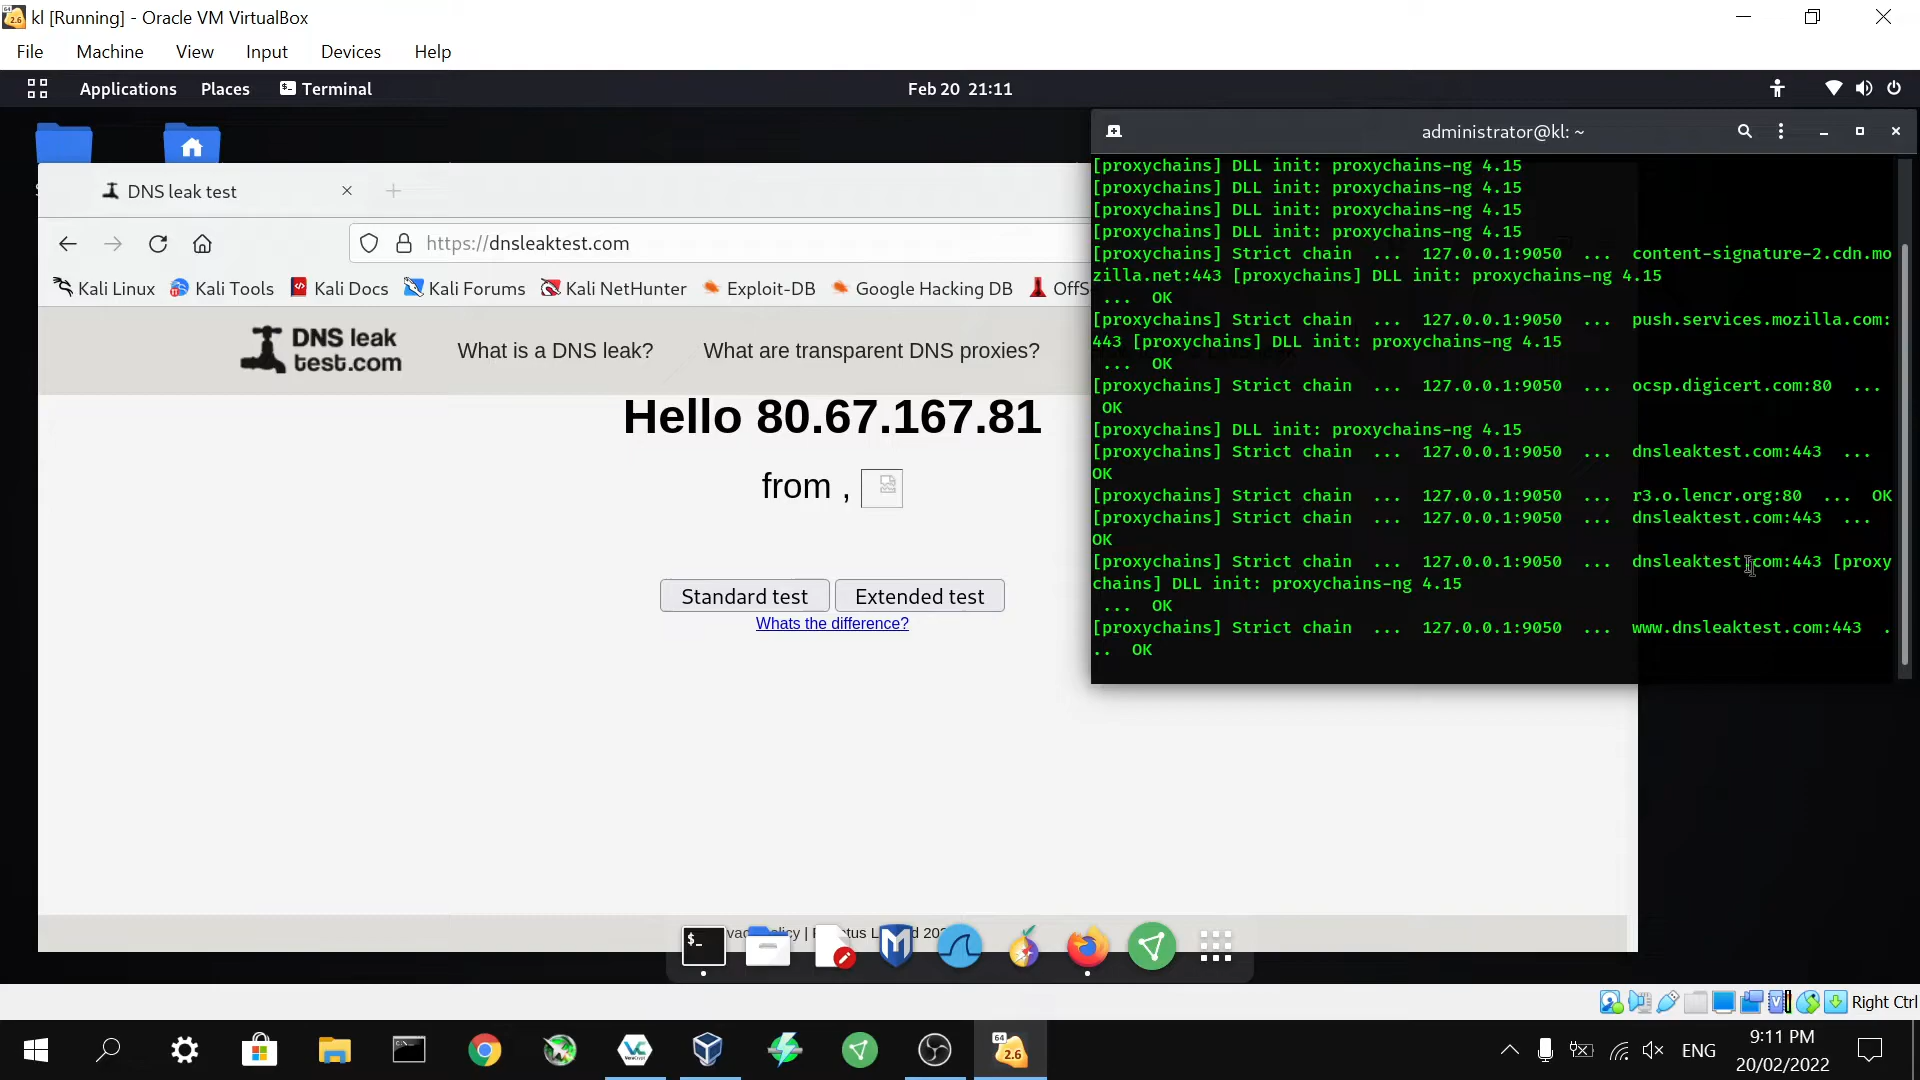 kl [Running] - Oracle VM VirtualBox
File Machine View Input Devices Help
Applications Places Terminal Feb 20 21:11
DNS leak test
https://dnsleaktest.com
Kali Linux Kali Tools Kali Docs Kali Forums Kali NetHunter Exploit-DB Google Hacking DB OffS
DNS leak
test.com
What is a DNS leak? What are transparent DNS proxies?
Hello 80.67.167.81
from ,
Standard test Extended test
Whats the difference?
administrator@kl: ~
[proxychains] DLL init: proxychains-ng 4.15
[proxychains] DLL init: proxychains-ng 4.15
[proxychains] DLL init: proxychains-ng 4.15
[proxychains] DLL init: proxychains-ng 4.15
[proxychains] Strict chain ... 127.0.0.1:9050 ... content-signature-2.cdn.mo
zilla.net:443 [proxychains] DLL init: proxychains-ng 4.15
... OK
[proxychains] Strict chain ... 127.0.0.1:9050 ... push.services.mozilla.com:
443 [proxychains] DLL init: proxychains-ng 4.15
... OK
[proxychains] Strict chain ... 127.0.0.1:9050 ... ocsp.digicert.com:80 ...
OK
[proxychains] DLL init: proxychains-ng 4.15
[proxychains] Strict chain ... 127.0.0.1:9050 ... dnsleaktest.com:443 ...
OK
[proxychains] Strict chain ... 127.0.0.1:9050 ... r3.o.lencr.org:80 ... OK
[proxychains] Strict chain ... 127.0.0.1:9050 ... dnsleaktest.com:443 ...
OK
[proxychains] Strict chain ... 127.0.0.1:9050 ... dnsleaktest.com:443 [proxy
chains] DLL init: proxychains-ng 4.15
... OK
[proxychains] Strict chain ... 127.0.0.1:9050 ... www.dnsleaktest.com:443 .
.. OK
Right Ctrl
64
2.6
ENG
9:11 PM
20/02/2022